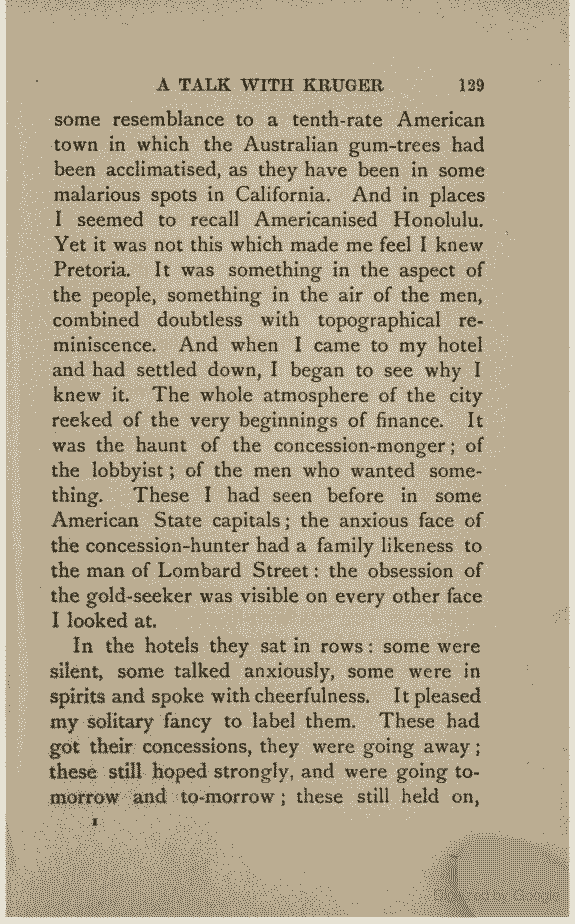 A TALK WITH KRUGER 129
some resemblance to a tenth-rate American
town in which the Australian gum-trees had
been acclimatised, as they have been in some
malarious spots in California. And in places
I seemed to recall Americanised Honolulu.
Yet it was not this which made me feel I knew
Pretoria. It was something in the aspect of
the people, something in the air of the men,
combined doubtless with topographical re-
miniscence. And when I came to my hotel
and had settled down, I began to see why I
knew it. The whole atmosphere of the city
reeked of the very beginnings of finance. It
was the haunt of the concession-monger; of
the lobbyist; of the men who wanted some-
thing. These I had seen before in some
American State capitals; the anxious face of
the concession-hunter had a family likeness to
the man of Lombard Street: the obsession of
the gold-seeker was visible on every other face
I looked at.
In the hotels they sat in rows: some were
silent, some talked anxiously, some were in
spirits and spoke with cheerfulness. It pleased
my solitary fancy to label them. These had
got their concessions, they were going away;
these still hoped strongly, and were going to-
morrow and to-morrow; these still held on,
I
Digitized by Google